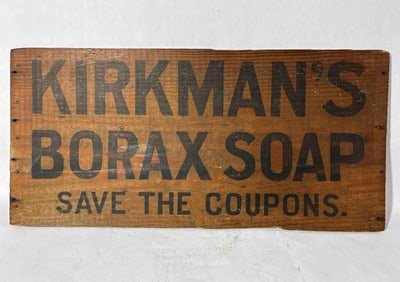 KIRKMAN'S
BORAX SOAP
SAVE THE COUPONS.